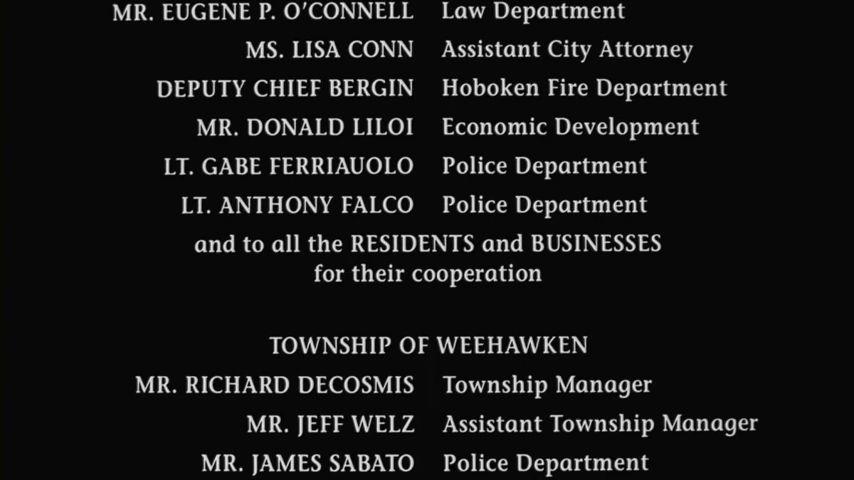 MR. EUGENE P. O'CONNELL Law Department
MS. LISA CONN Assistant City Attorney
DEPUTY CHIEF BERGIN Hoboken Fire Department
MR. DONALD LILOI Economic Development
LT. GABE FERRIAUOLO Police Department
LT. ANTHONY FALCO Police Department
and to all the RESIDENTS and BUSINESSES
for their cooperation
TOWNSHIP OF WEEHAWKEN
MR. RICHARD DECOSMIS Township Manager
MR. JEFF WELZ Assistant Township Manager
MR. JAMES SABATO Police Department